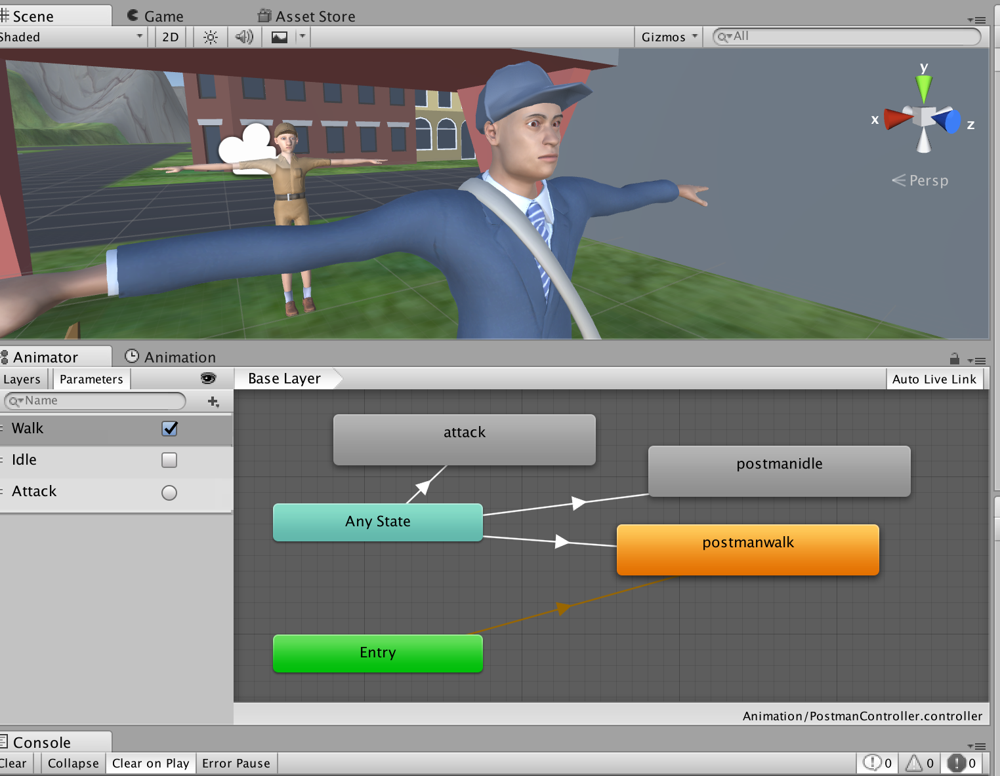 Scene Game Asset Store
Shaded 2D Gizmos All
y
x z
Persp
Animator Animation
Layers Parameters Base Layer Auto Live Link
Name
Walk
Idle
Attack
attack
postmanidle
Any State
postmanwalk
Entry
Animation/PostmanController.controller
Console
Clear Collapse Clear on Play Error Pause 0 0 0